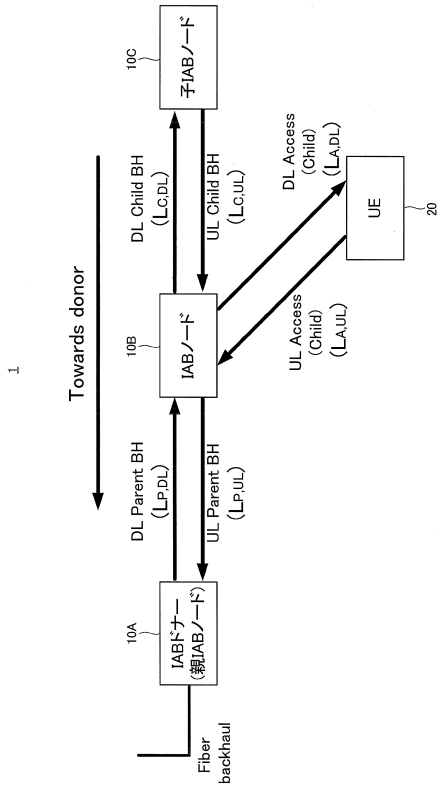 1
Towards donor
10A
IABドナー
(親IABノード)
Fiber
backhaul
DL Parent BH
(LP,DL)
UL Parent BH
(LP,UL)
10B
IABノード
DL Child BH
(LC,DL)
UL Child BH
(LC,UL)
10C
子IABノード
DL Access
(Child)
(LA,DL)
UL Access
(Child)
(LA,UL)
UE
20